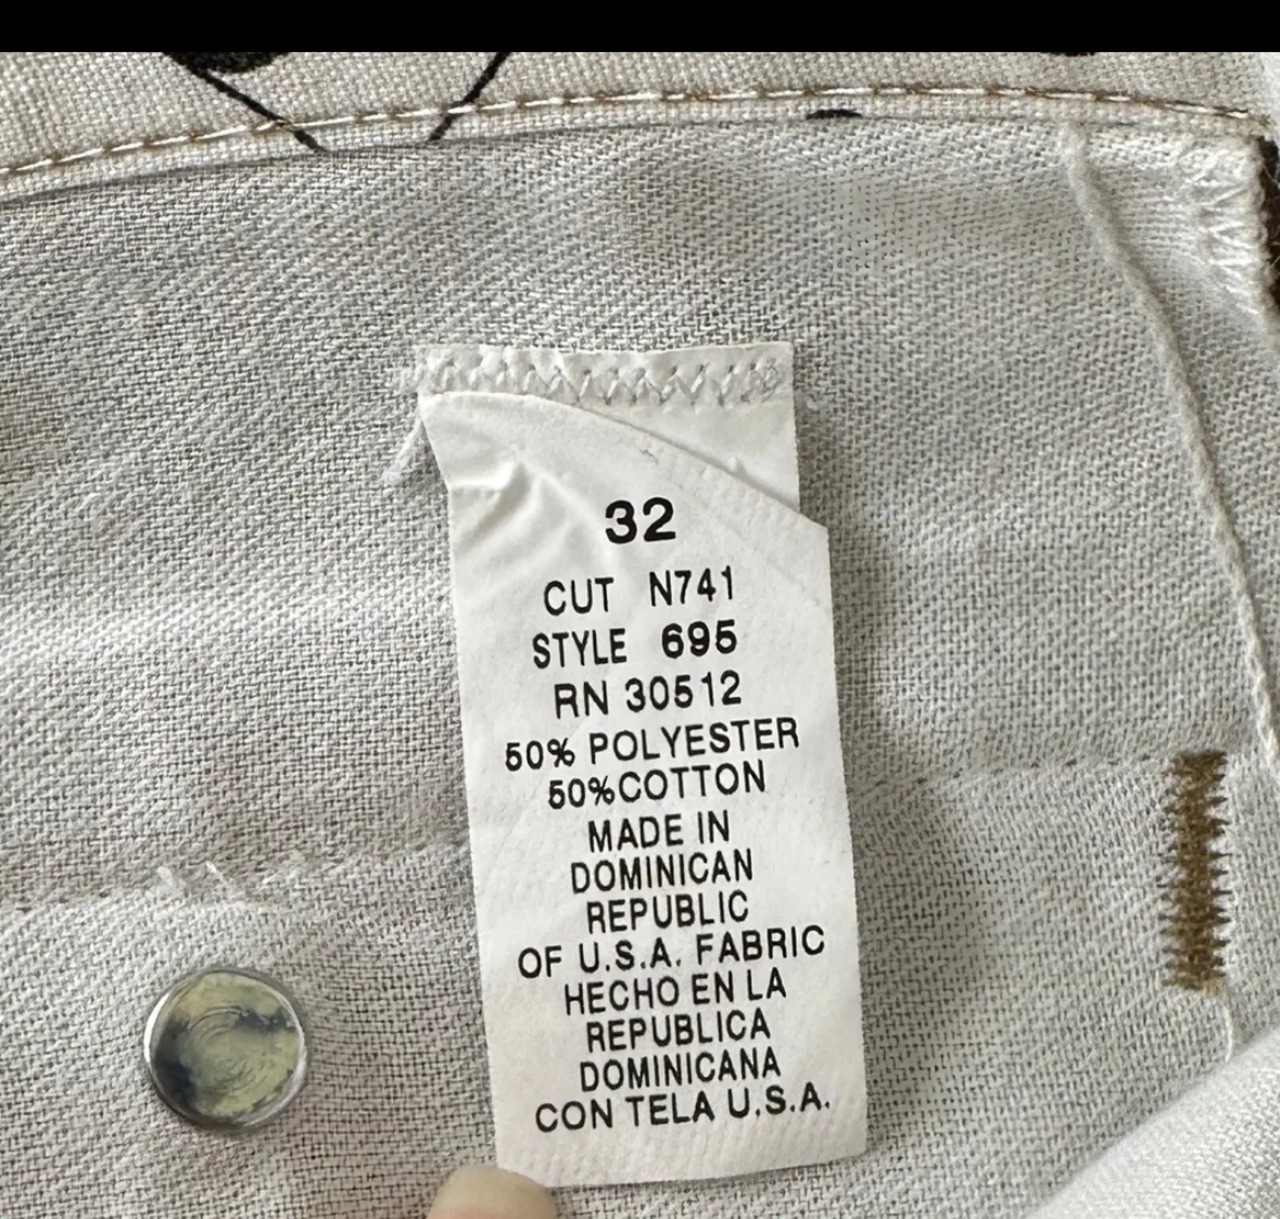 32
CUT N741
STYLE 695
RN 30512
50% POLYESTER
50%COTTON
MADE IN
DOMINICAN
REPUBLIC
OF U.S.A. FABRIC
HECHO EN LA
REPUBLICA
DOMINICANA
CON TELA U.S.A.